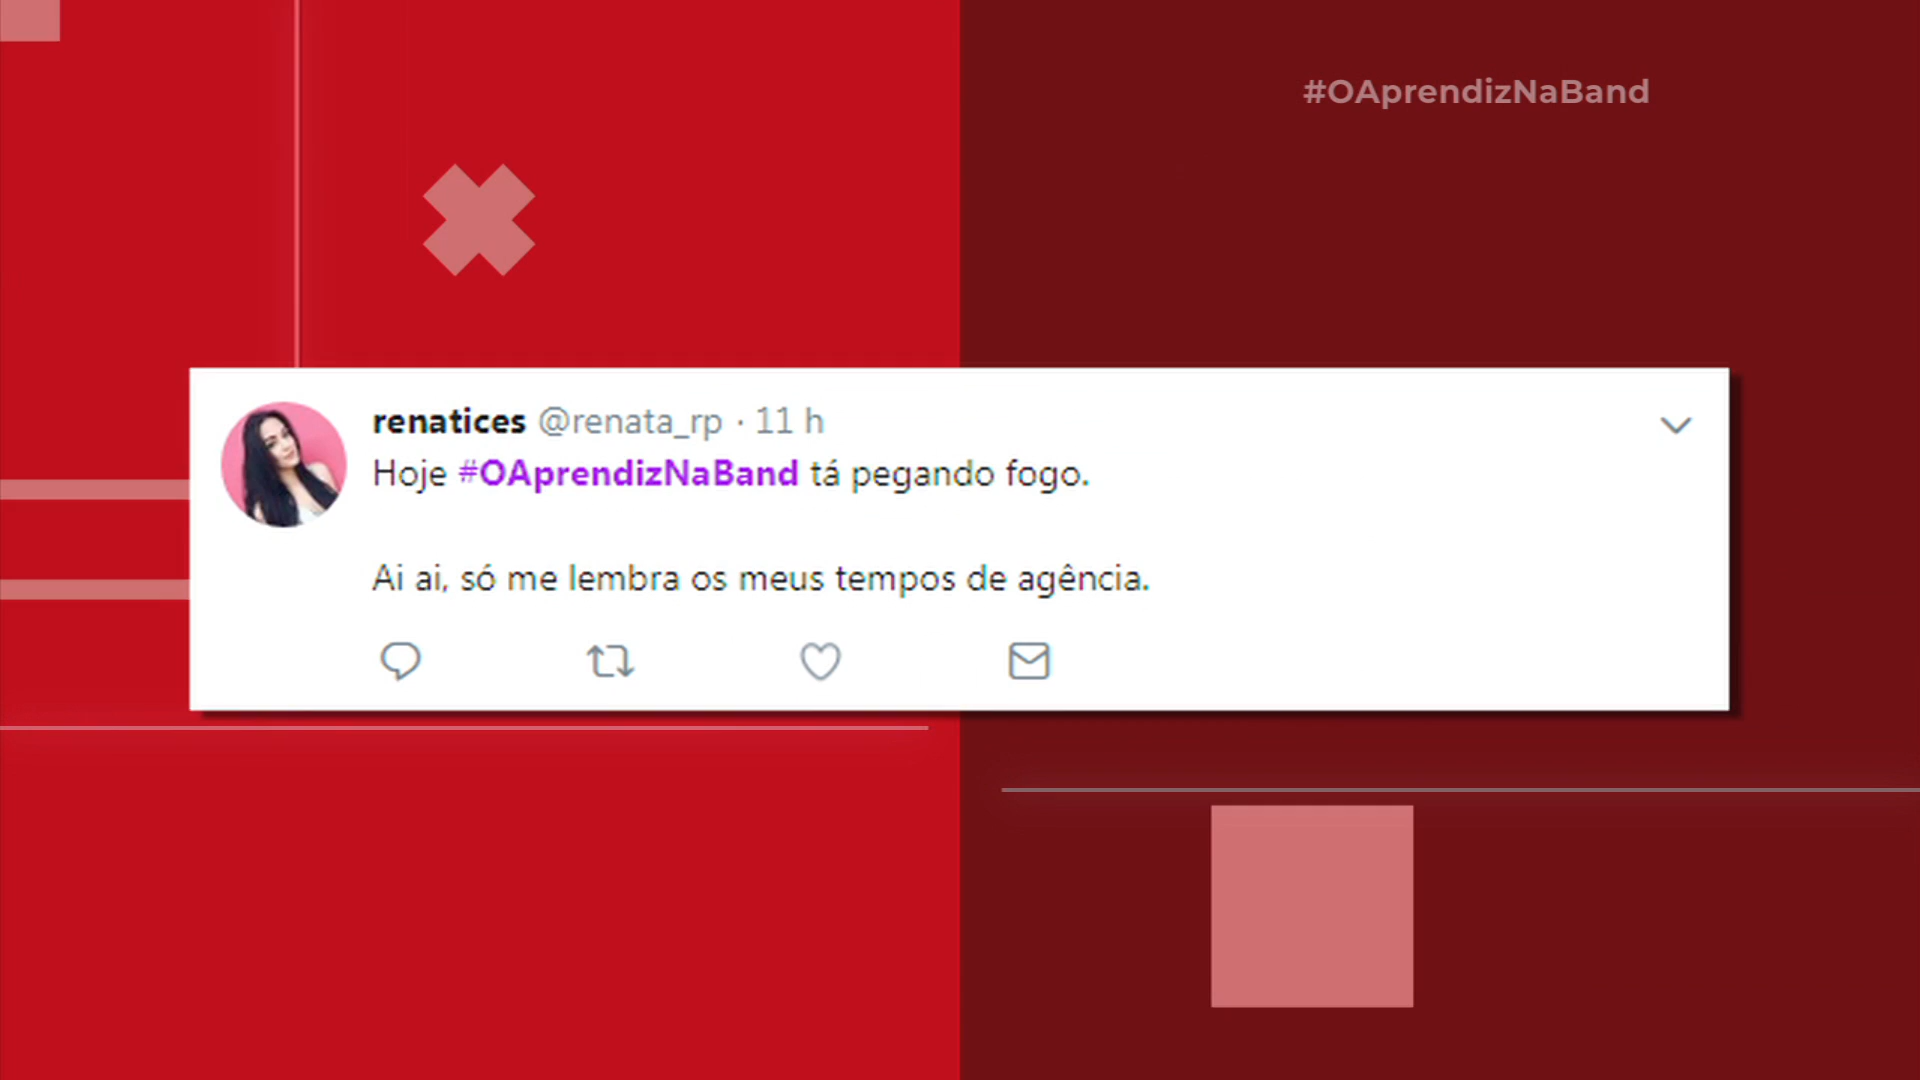 #OAprendizNaBand
renatices @renata_rp · 11 h
Hoje #OAprendizNaBand tá pegando fogo.
Ai ai, só me lembra os meus tempos de agência.